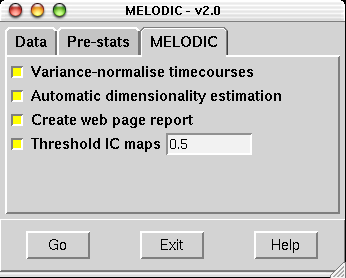 MELODIC - v2.0
Data Pre-stats MELODIC
Variance-normalise timecourses
Automatic dimensionality estimation
Create web page report
Threshold IC maps 0.5
Go Exit Help